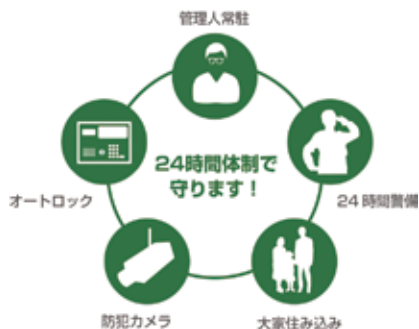 管理人常駐
オートロック
24時間体制で
守ります!
24時間警備
防犯カメラ
大家住み込み